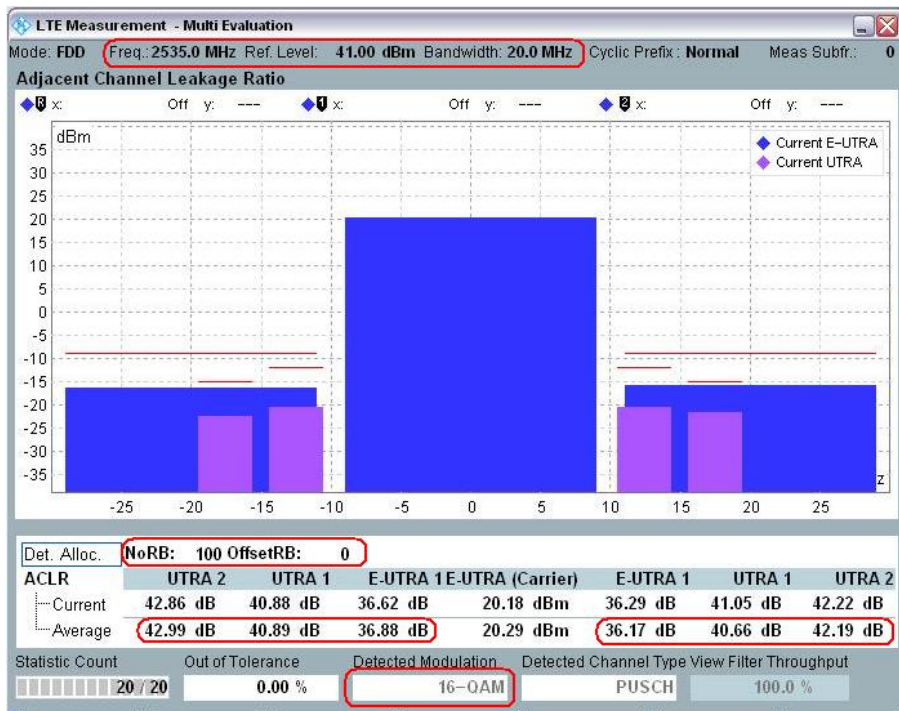 LTE Measurement - Multi Evaluation
Mode: FDD Freq.: 2535.0 MHz Ref. Level: 41.00 dBm Bandwidth: 20.0 MHz Cyclic Prefix : Normal Meas Subfr.: 0
Adjacent Channel Leakage Ratio
R x: Off y: --- 1 x: Off y: --- 2 x: Off y: ---
dBm
Current E-UTRA
Current UTRA
35
30
25
20
15
10
5
0
-5
-10
-15
-20
-25
-30
-35
z
-25 -20 -15 -10 -5 0 5 10 15 20 25
Det. Alloc. NoRB: 100 OffsetRB: 0
ACLR UTRA 2 UTRA 1 E-UTRA 1 E-UTRA (Carrier) E-UTRA 1 UTRA 1 UTRA 2
Current 42.86 dB 40.88 dB 36.62 dB 20.18 dBm 36.29 dB 41.05 dB 42.22 dB
Average 42.99 dB 40.89 dB 36.88 dB 20.29 dBm 36.17 dB 40.66 dB 42.19 dB
Statistic Count Out of Tolerance Detected Modulation Detected Channel Type View Filter Throughput
20 / 20 0.00 % 16-QAM PUSCH 100.0 %